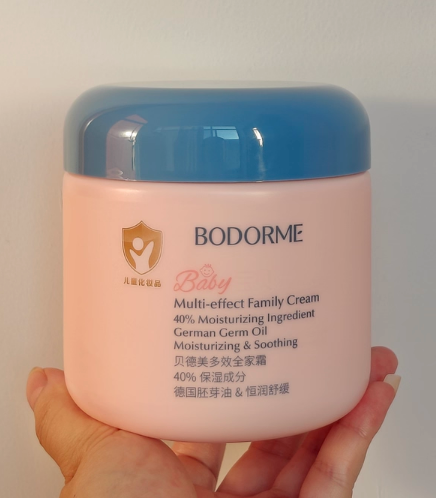 BODORME
儿童化妆品
Baby
Multi-effect Family Cream
40% Moisturizing Ingredient
German Germ Oil
Moisturizing & Soothing
贝德美多效全家霜
40% 保湿成分
德国胚芽油 & 恒润舒缓